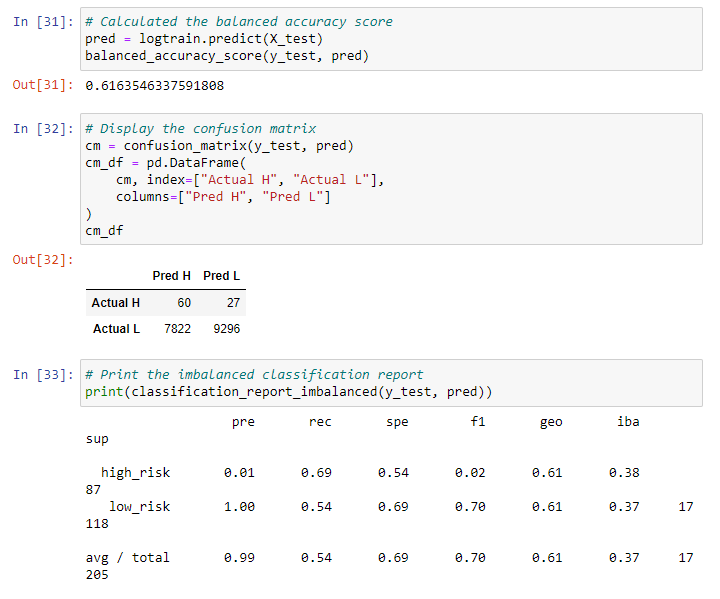 In [31]: # Calculated the balanced accuracy score
pred = logtrain.predict(X_test)
balanced_accuracy_score(y_test, pred)
Out[31]: 0.6163546337591808
In [32]: # Display the confusion matrix
cm = confusion_matrix(y_test, pred)
cm_df = pd.DataFrame(
    cm, index=["Actual H", "Actual L"],
    columns=["Pred H", "Pred L"]
)
cm_df
Out[32]:
Pred H Pred L
Actual H 60 27
Actual L 7822 9296
In [33]: # Print the imbalanced classification report
print(classification_report_imbalanced(y_test, pred))
pre rec spe f1 geo iba
sup
high_risk 0.01 0.69 0.54 0.02 0.61 0.38
87
low_risk 1.00 0.54 0.69 0.70 0.61 0.37 17
118
avg / total 0.99 0.54 0.69 0.70 0.61 0.37 17
205